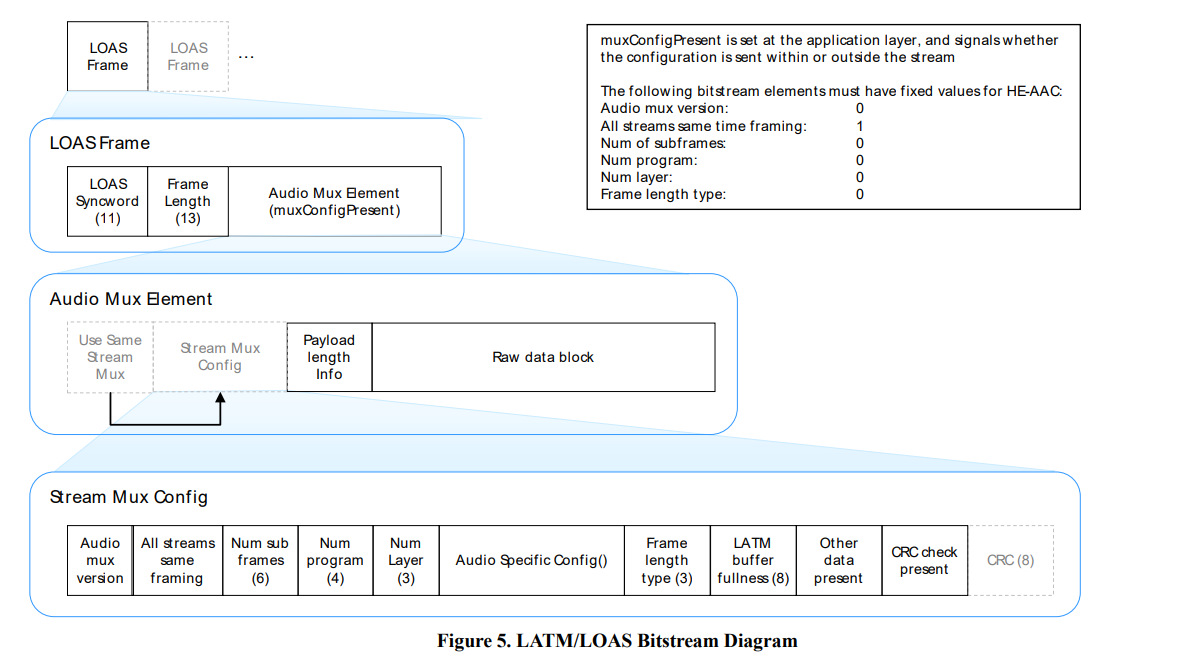 LOAS
Frame
LOAS
Frame
...
muxConfigPresent is set at the application layer, and signals whether
the configuration is sent within or outside the stream
The following bitstream elements must have fixed values for HE-AAC:
Audio mux version: 0
All streams same time framing: 1
Num of subframes: 0
Num program: 0
Num layer: 0
Frame length type: 0
LOAS Frame
LOAS
Syncword
(11)
Frame
Length
(13)
Audio Mux Element
(muxConfigPresent)
Audio Mux Element
Use Same
Stream
Mux
Stream Mux
Config
Payload
length
Info
Raw data block
Stream Mux Config
Audio
mux
version
All streams
same
framing
Num sub
frames
(6)
Num
program
(4)
Num
Layer
(3)
Audio Specific Config()
Frame
length
type (3)
LATM
buffer
fullness (8)
Other
data
present
CRC check
present
CRC (8)
Figure 5. LATM/LOAS Bitstream Diagram